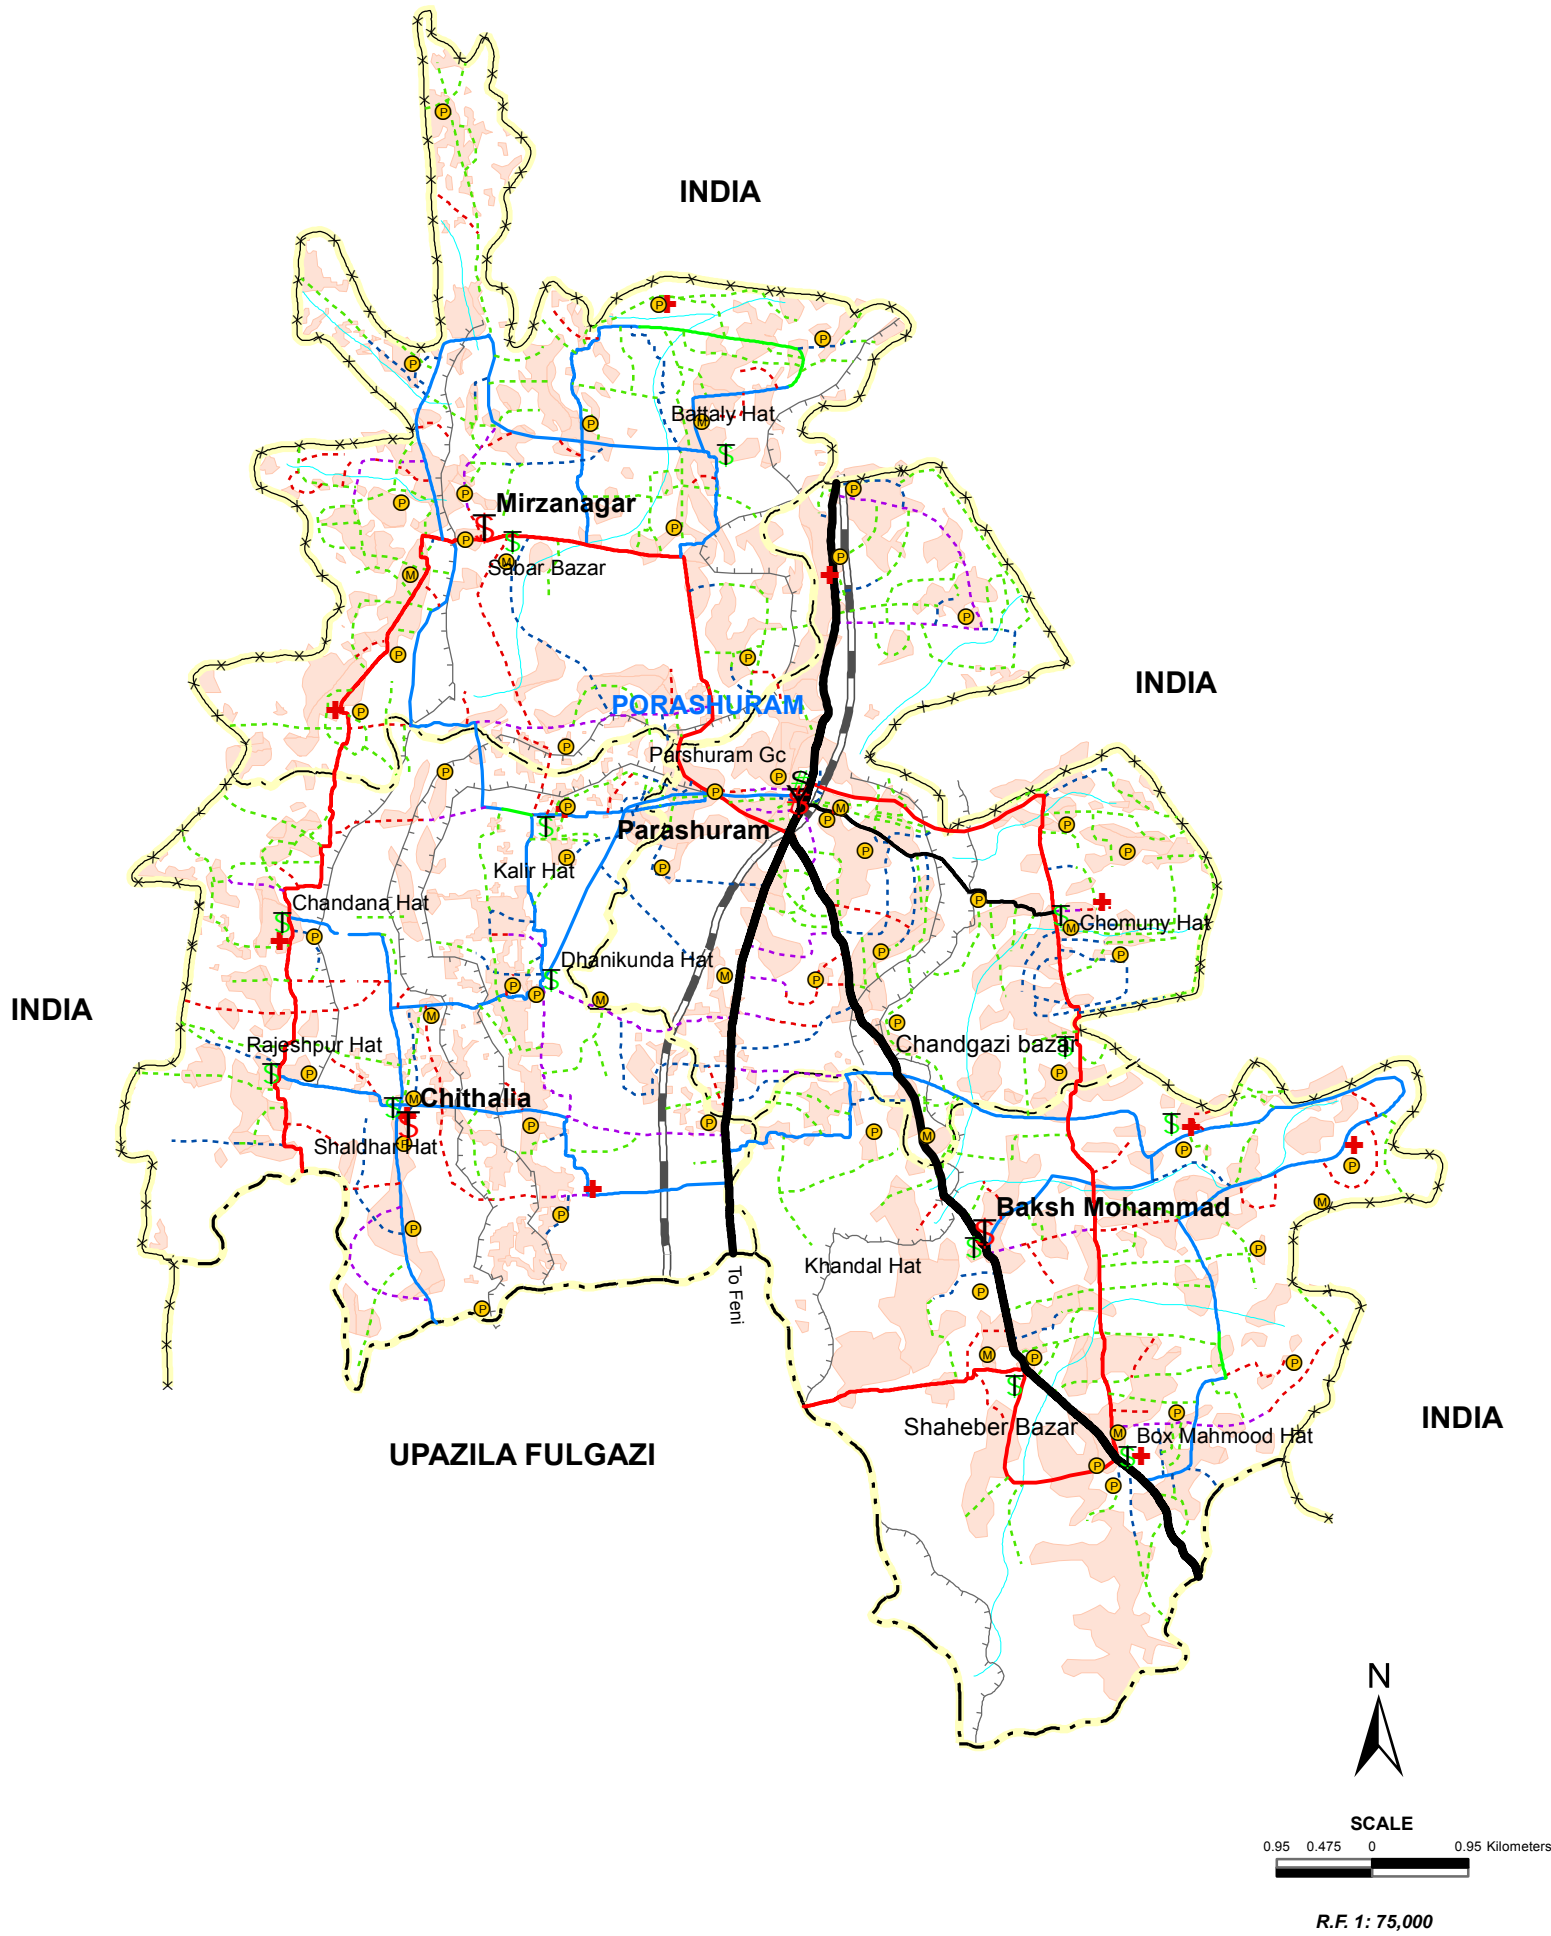 INDIA
Battaly Hat
Mirzanagar
Sabar Bazar
INDIA
PORASHURAM
Parshuram Gc
Parashuram
Kalir Hat
Chandana Hat
Ghomuny Hat
Dhanikunda Hat
INDIA
Rajeshpur Hat
Chandgazi bazar
Chithalia
Shaldhar Hat
Baksh Mohammad
Khandal Hat
To Feni
INDIA
Shaheber Bazar
Box Mahmood Hat
UPAZILA FULGAZI
N
SCALE
0.95 0.475 0 0.95 Kilometers
R.F. 1: 75,000